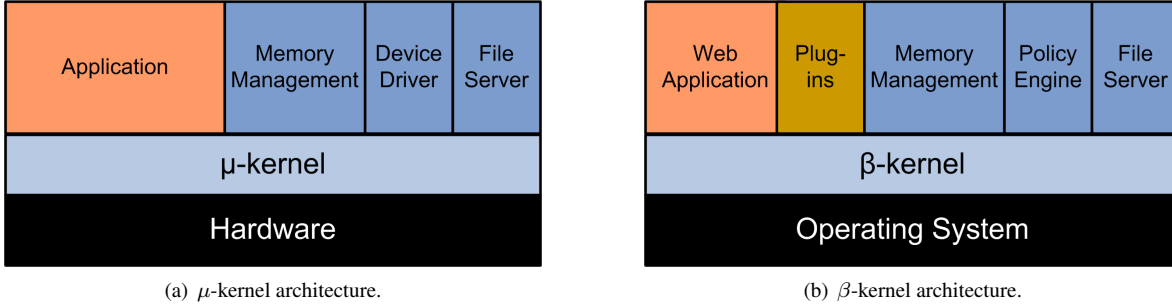 Application
Memory
Management
Device
Driver
File
Server
μ-kernel
Hardware
(a) μ-kernel architecture.
Web
Application
Plug-
ins
Memory
Management
Policy
Engine
File
Server
β-kernel
Operating System
(b) β-kernel architecture.